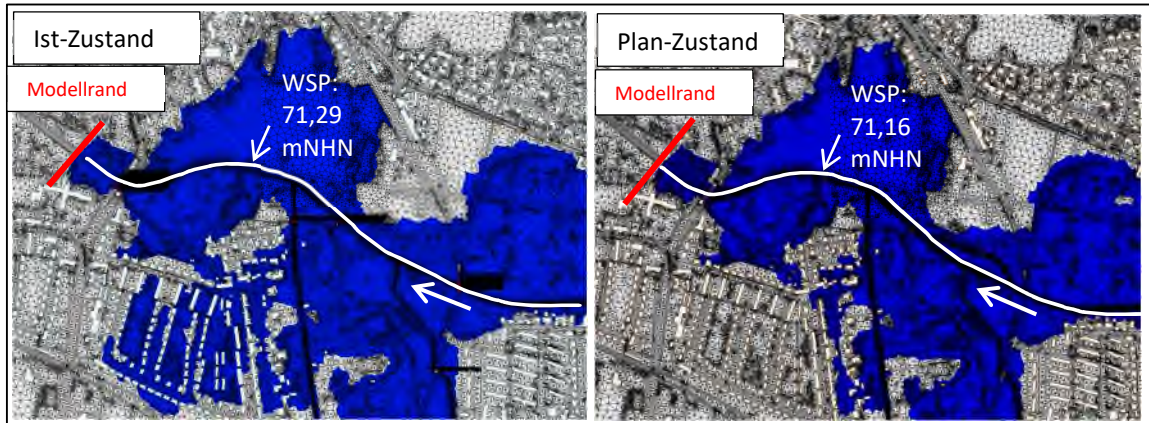 Ist-Zustand
Modellrand
WSP:
71,29
mNHN
Plan-Zustand
Modellrand
WSP:
71,16
mNHN